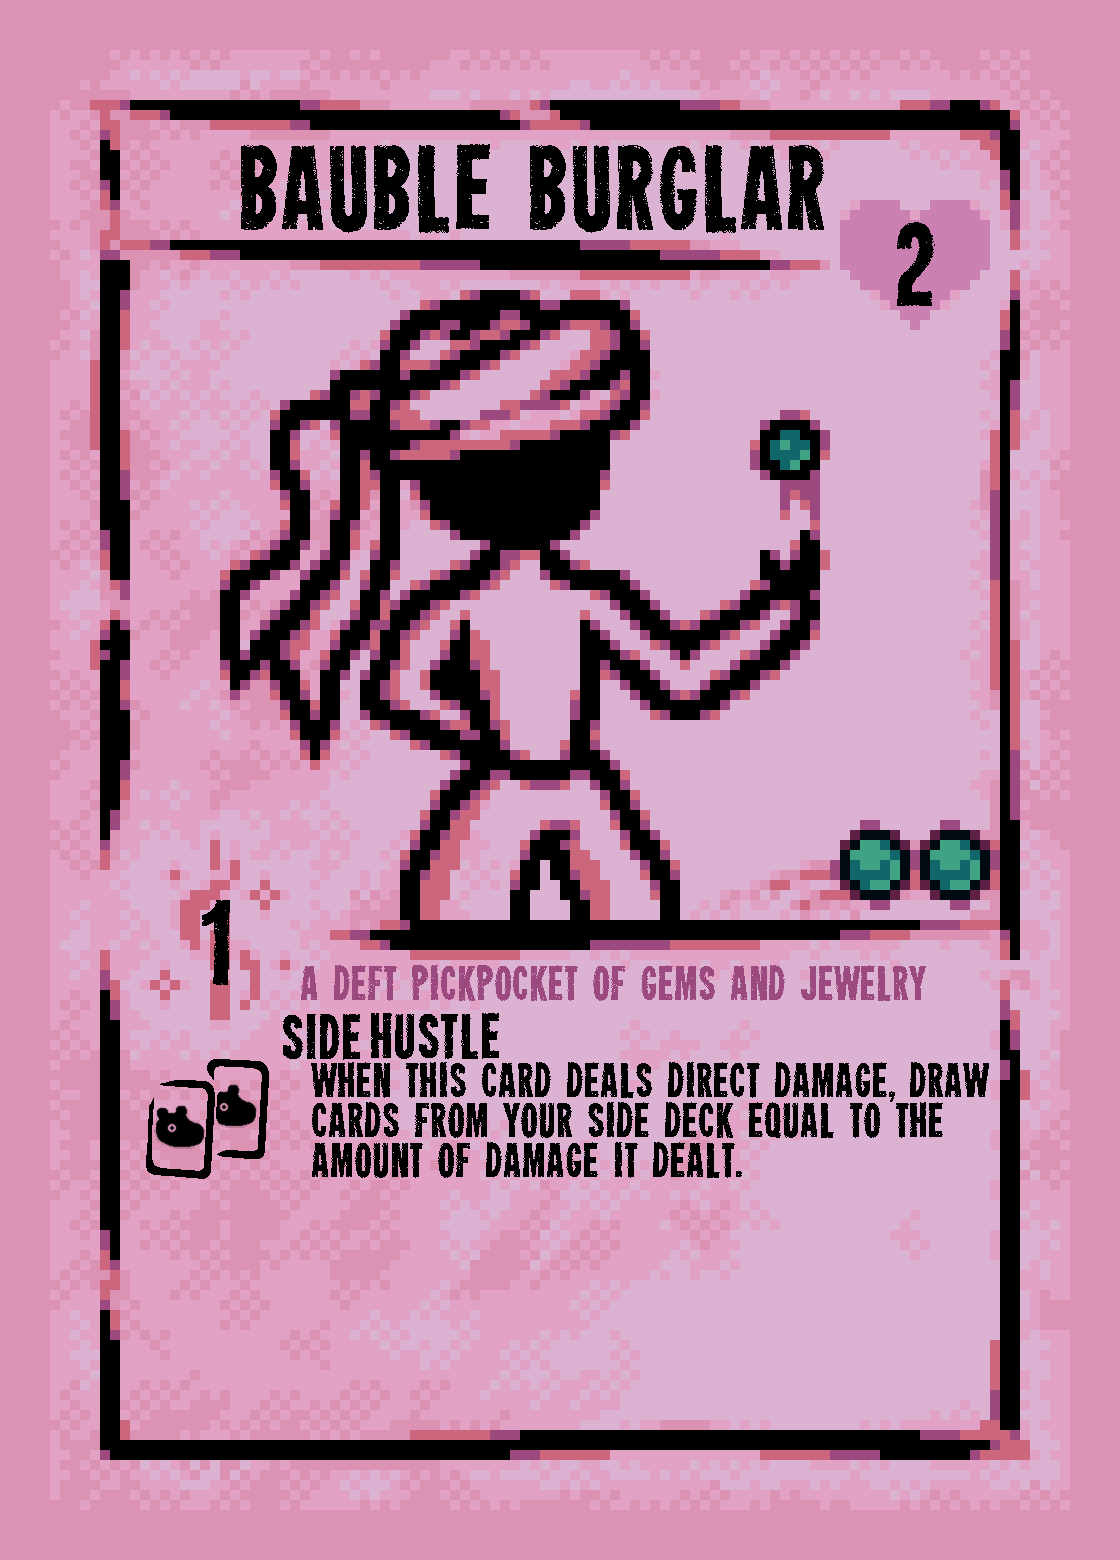 BAUBLE BURGLAR
2
1
A DEFT PICKPOCKET OF GEMS AND JEWELRY
SIDE HUSTLE
WHEN THIS CARD DEALS DIRECT DAMAGE, DRAW
CARDS FROM YOUR SIDE DECK EQUAL TO THE
AMOUNT OF DAMAGE IT DEALT.